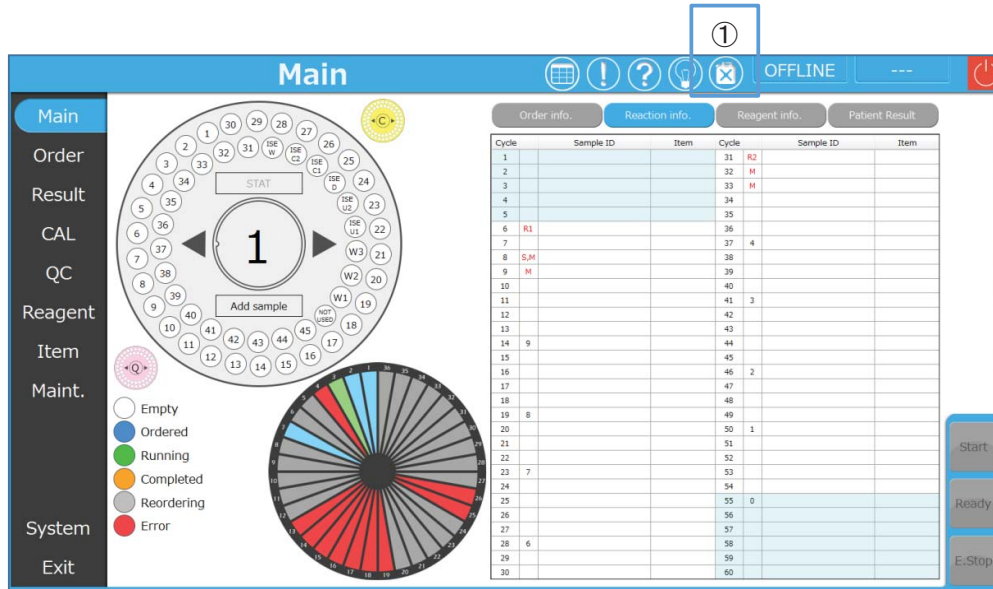 ①
Main
OFFLINE
---
Main
Order
Result
CAL
QC
Reagent
Item
Maint.
System
Exit
C
Q
30 29 28 27 26 25 24 23 22 21 20 19 18 17 16 15 14 13 12 11 10 9 8 7 6 5 4 3 2 1
31 ISE W ISE C2 ISE C1 ISE D ISE U2 ISE U1 W3 W2 W1 NOT USED 45 44 43 42 41 40 39 38 37 36 35 34 33 32
STAT
1
Add sample
Empty
Ordered
Running
Completed
Reordering
Error
Order info. Reaction info. Reagent info. Patient Result
Cycle Sample ID Item Cycle Sample ID Item
1 31 R2
2 32 M
3 33 M
4 34
5 35
6 R1 36
7 37 4
8 S,M 38
9 M 39
10 40
11 41 3
12 42
13 43
14 9 44
15 45
16 46 2
17 47
18 48
19 8 49
20 50 1
21 51
22 52
23 7 53
24 54
25 55 0
26 56
27 57
28 6 58
29 59
30 60
Start
Ready
E.Stop